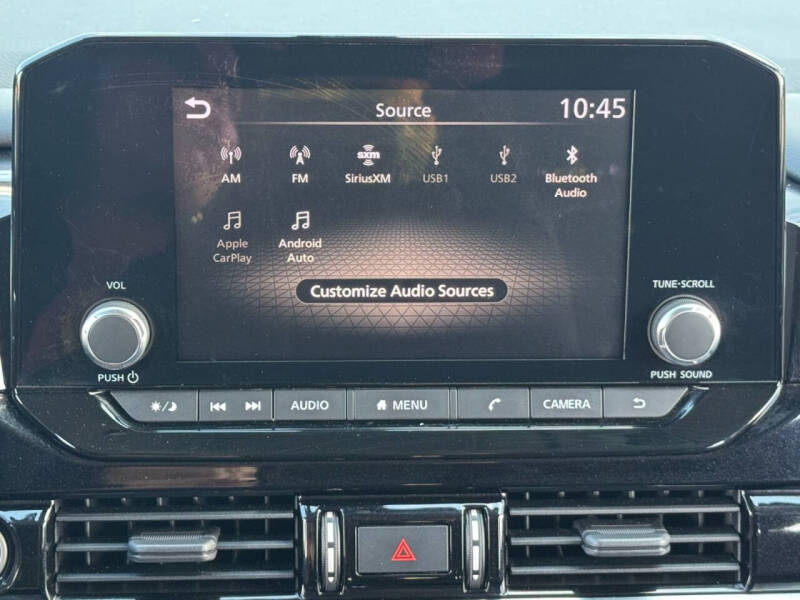 Source
10:45
AM
FM
sxm
SiriusXM
USB1
USB2
Bluetooth
Audio
Apple
CarPlay
Android
Auto
Customize Audio Sources
VOL
PUSH
TUNE•SCROLL
PUSH SOUND
AUDIO
MENU
CAMERA